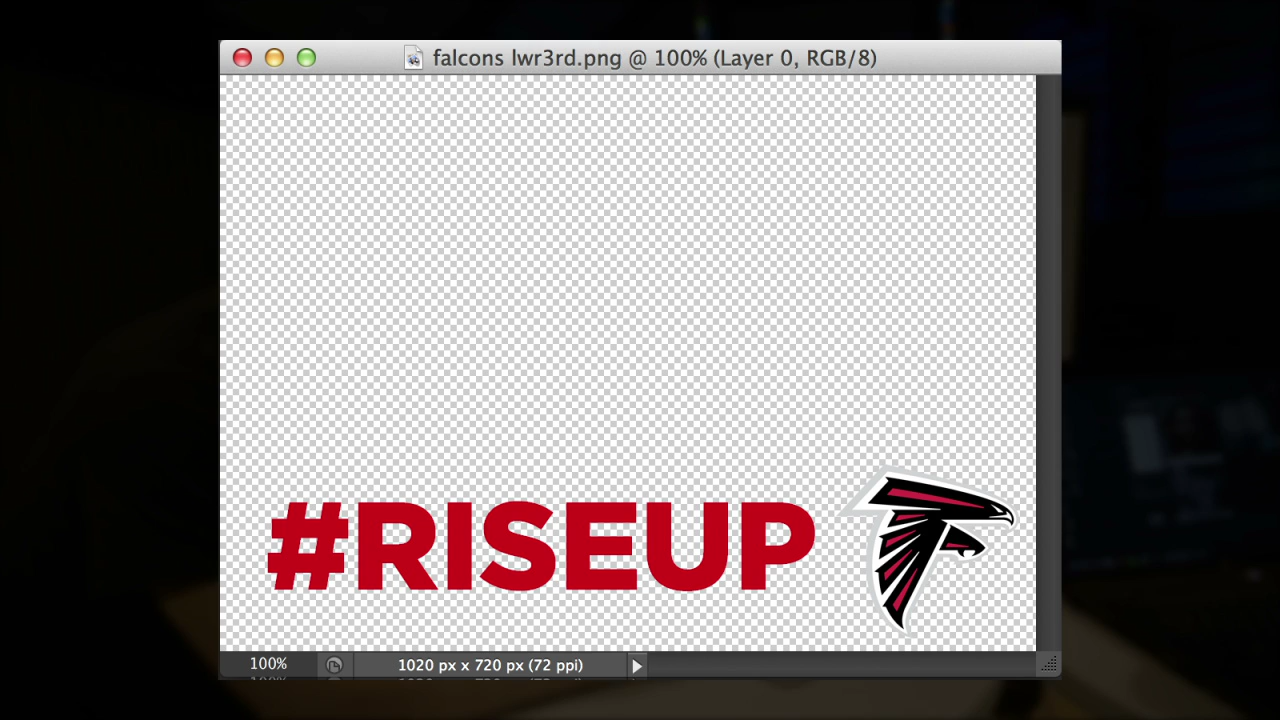 falcons lwr3rd.png @ 100% (Layer 0, RGB/8)
#RISEUP
100%
1020 px x 720 px (72 ppi)